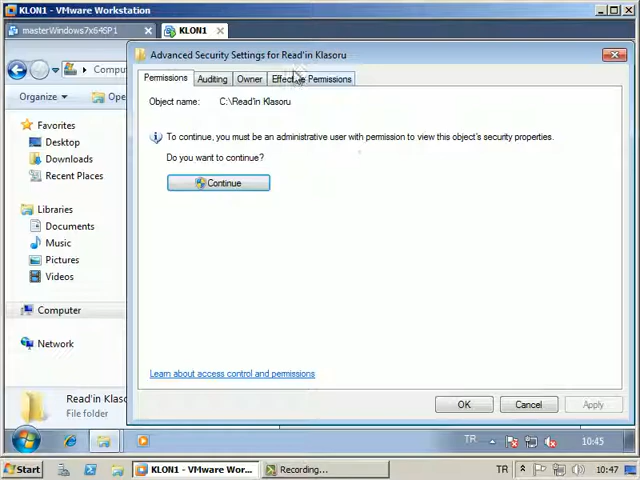 KLON1 - VMware Workstation
masterWindows7x64SP1
KLON1
Advanced Security Settings for Read'in Klasoru
Compu
Permissions
Auditing
Owner
Effective Permissions
Organize
Object name: C:\Read'in Klasoru
Favorites
Desktop
Downloads
Recent Places
To continue, you must be an administrative user with permission to view this object's security properties.
Do you want to continue?
Continue
Libraries
Documents
Music
Pictures
Videos
Computer
Network
Learn about access control and permissions
Read'in Klaso
File folder
OK
Cancel
Apply
TR
10:45
Start
KLON1 - VMware Wor...
Recording...
TR
10:47